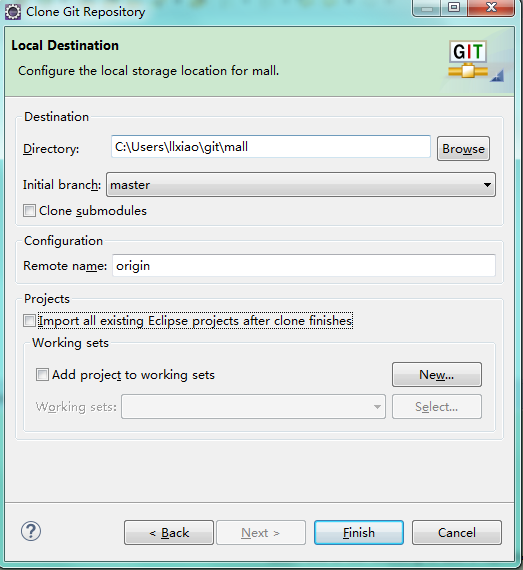 Clone Git Repository
Local Destination
Configure the local storage location for mall.
GIT
Destination
Directory: C:\Users\llxiao\git\mall Browse
Initial branch: master
Clone submodules
Configuration
Remote name: origin
Projects
Import all existing Eclipse projects after clone finishes
Working sets
Add project to working sets New...
Working sets: Select...
< Back Next > Finish Cancel